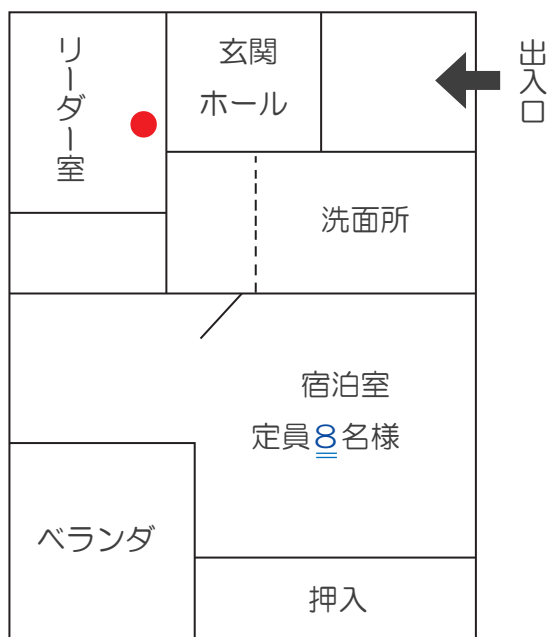 リーダー室
玄関
ホール
出入口
洗面所
宿泊室
定員8名様
ベランダ
押入